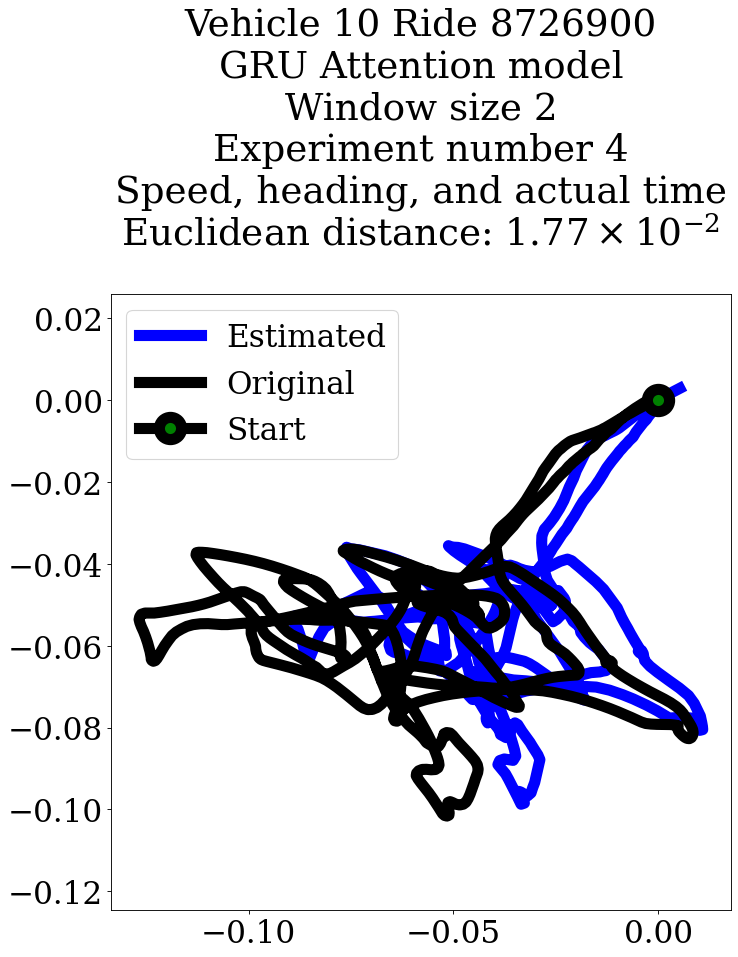 Vehicle 10 Ride 8726900
GRU Attention model
Window size 2
Experiment number 4
Speed, heading, and actual time
Euclidean distance: 1.77 × 10⁻²
Estimated
Original
Start
0.02
0.00
−0.02
−0.04
−0.06
−0.08
−0.10
−0.12
−0.10
−0.05
0.00